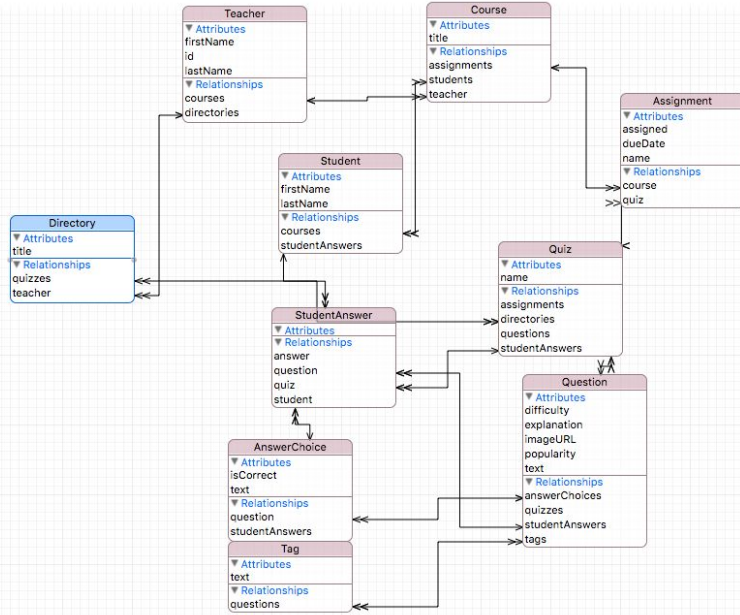 Teacher
Attributes
firstName
id
lastName
Relationships
courses
directories
Course
Attributes
title
Relationships
assignments
students
teacher
Assignment
Attributes
assigned
dueDate
name
Relationships
course
quiz
Student
Attributes
firstName
lastName
Relationships
courses
studentAnswers
Directory
Attributes
title
Relationships
quizzes
teacher
Quiz
Attributes
name
Relationships
assignments
directories
questions
studentAnswers
StudentAnswer
Attributes
Relationships
answer
question
quiz
student
Question
Attributes
difficulty
explanation
imageURL
popularity
text
Relationships
answerChoices
quizzes
studentAnswers
tags
AnswerChoice
Attributes
isCorrect
text
Relationships
question
studentAnswers
Tag
Attributes
text
Relationships
questions